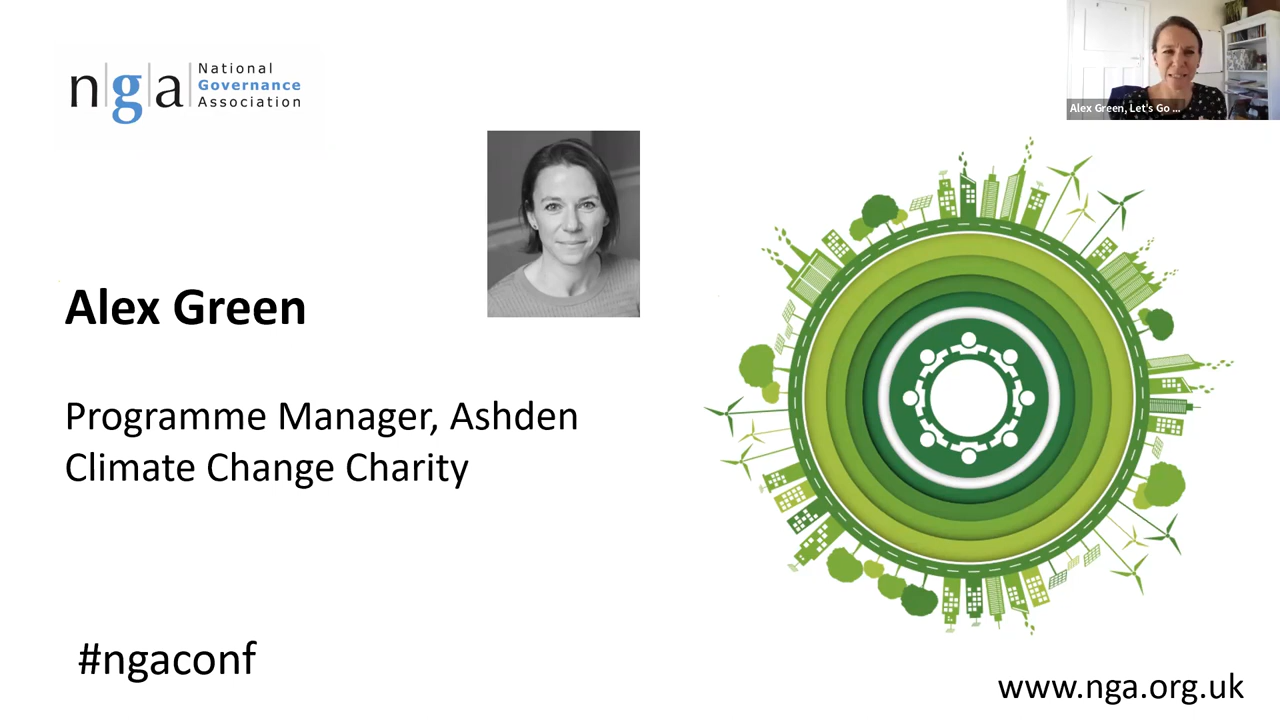 nga
National
Governance
Association
Alex Green, Let's Go ...
Alex Green
Programme Manager, Ashden
Climate Change Charity
#ngaconf
www.nga.org.uk